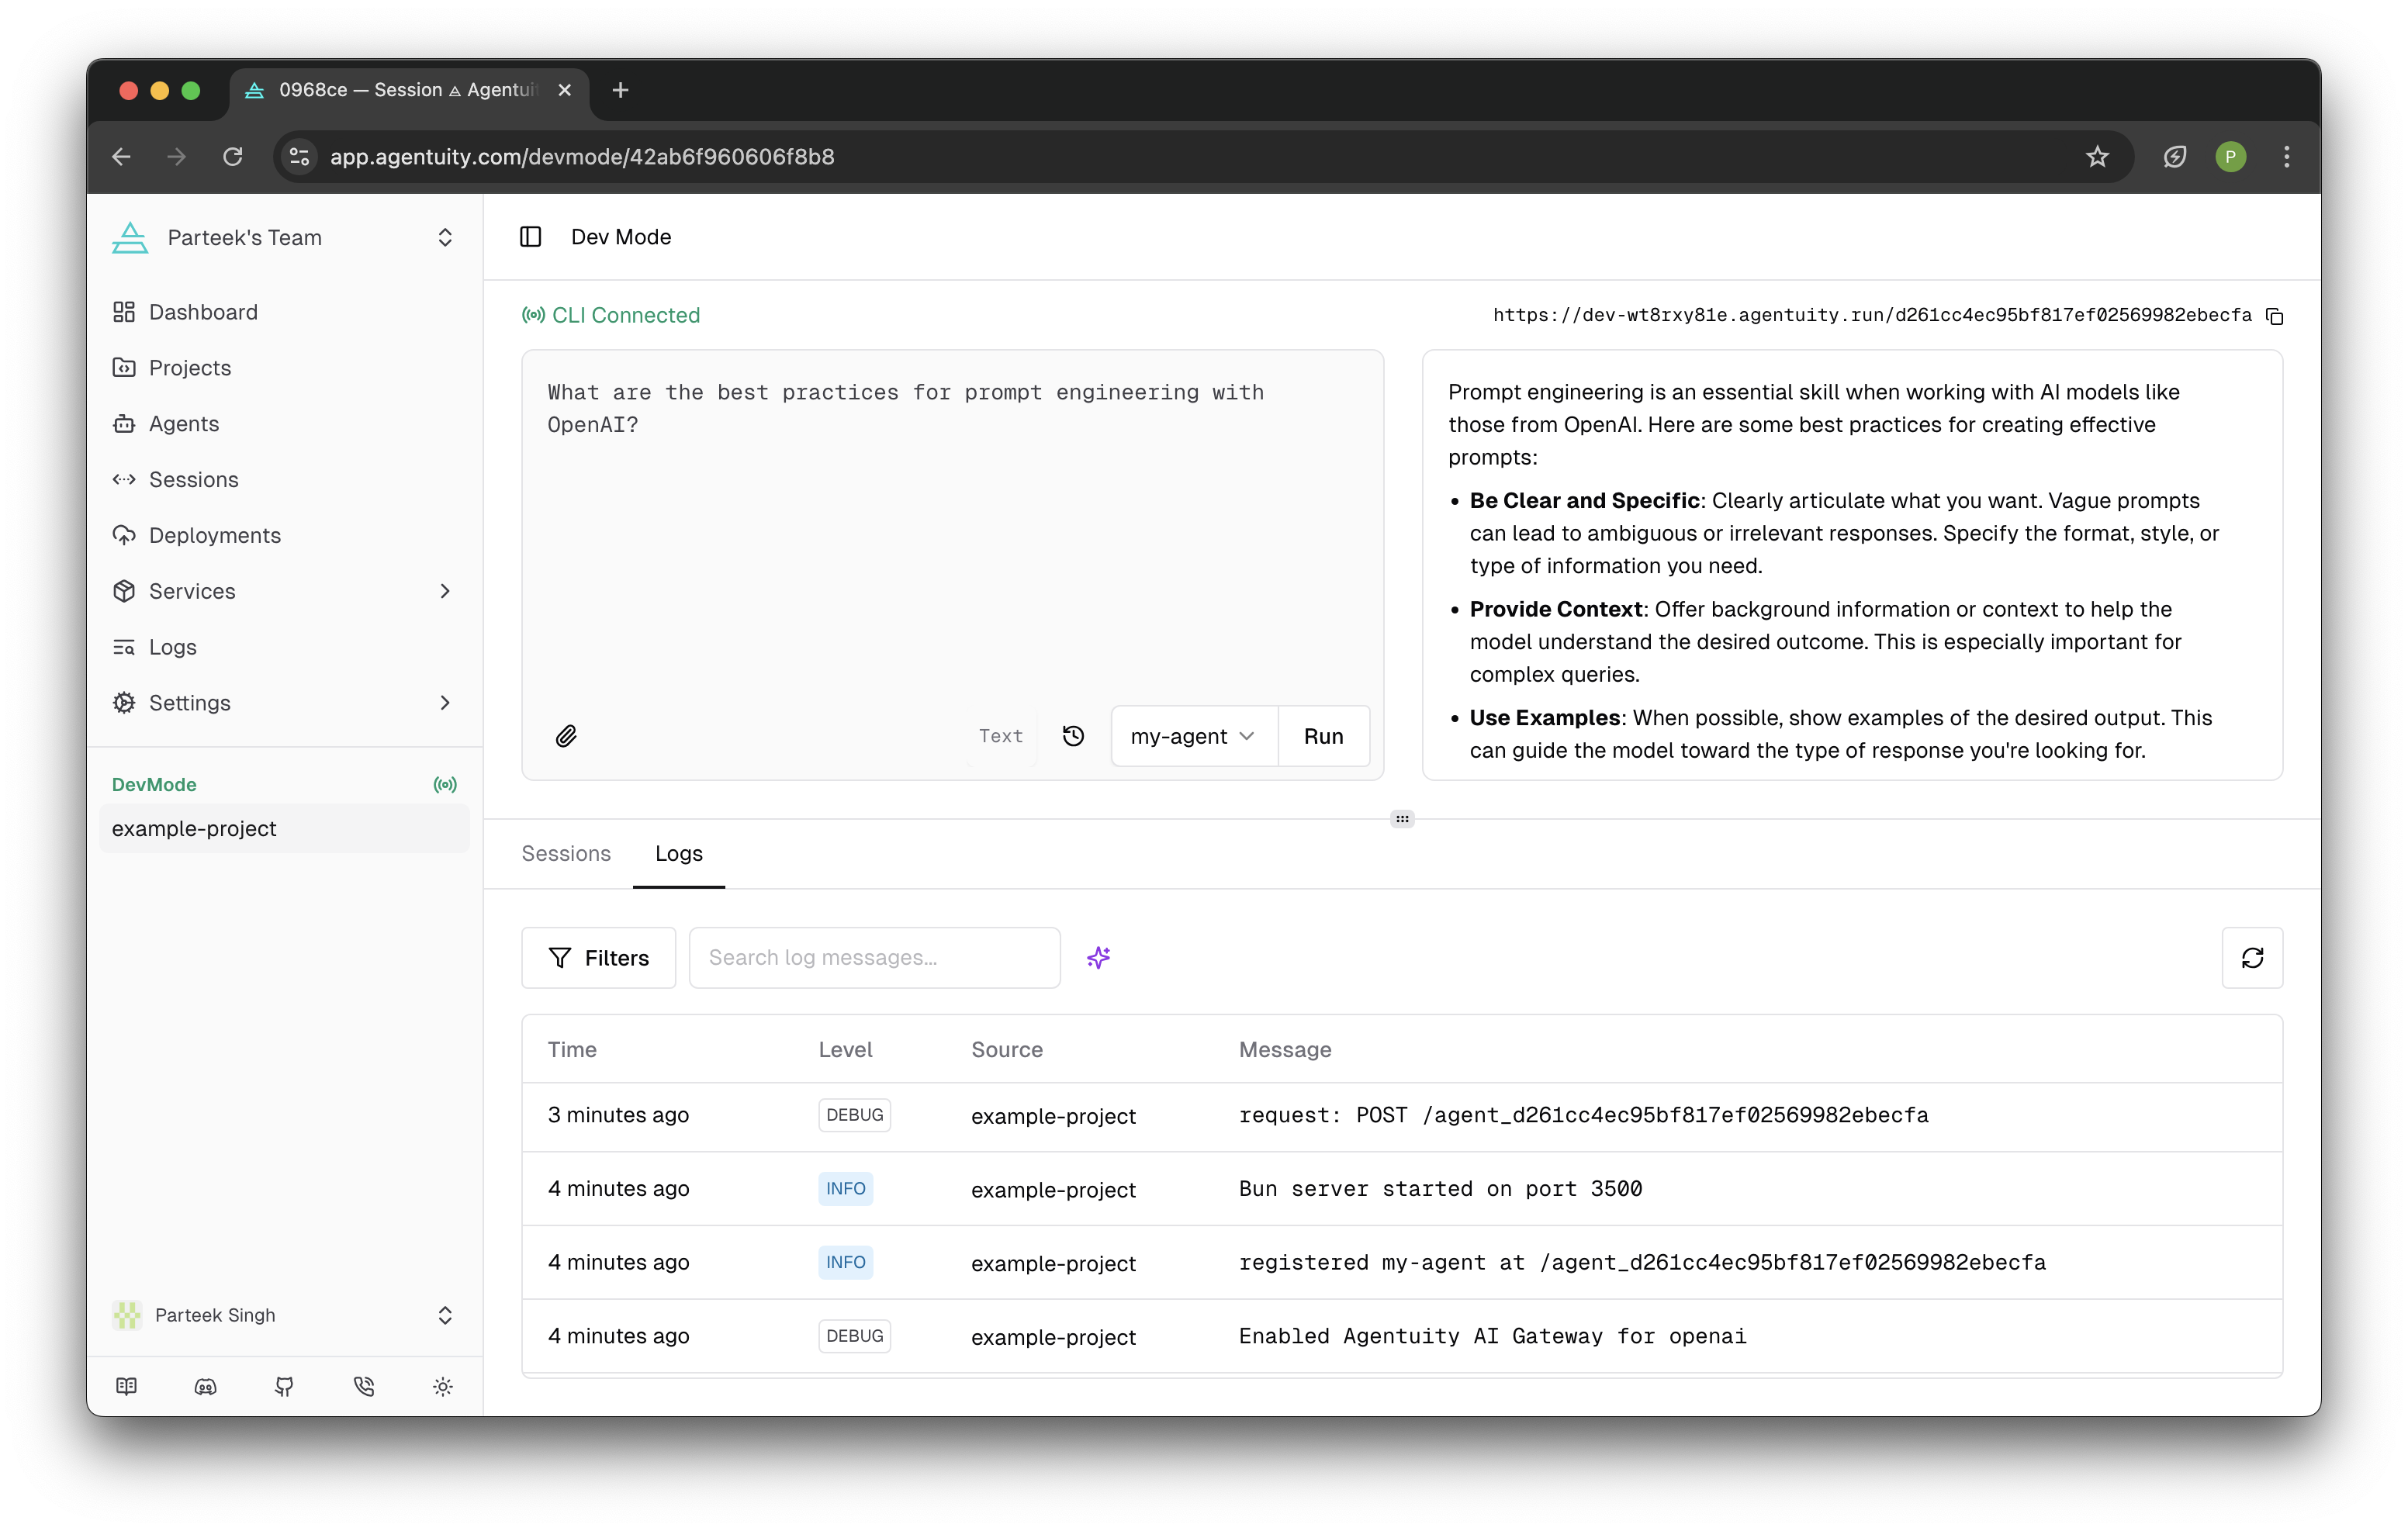 0968ce — Session ⟁ Agentui
app.agentuity.com/devmode/42ab6f960606f8b8
P
Parteek's Team
Dashboard
Projects
Agents
Sessions
Deployments
Services
Logs
Settings
DevMode
example-project
Parteek Singh
Dev Mode
CLI Connected
https://dev-wt8rxy81e.agentuity.run/d261cc4ec95bf817ef02569982ebecfa
What are the best practices for prompt engineering with
OpenAI?
Text
my-agent
Run
Prompt engineering is an essential skill when working with AI models like
those from OpenAI. Here are some best practices for creating effective
prompts:
• Be Clear and Specific: Clearly articulate what you want. Vague prompts
can lead to ambiguous or irrelevant responses. Specify the format, style, or
type of information you need.
• Provide Context: Offer background information or context to help the
model understand the desired outcome. This is especially important for
complex queries.
• Use Examples: When possible, show examples of the desired output. This
can guide the model toward the type of response you're looking for.
Sessions Logs
Filters
Search log messages...
Time Level Source Message
3 minutes ago DEBUG example-project request: POST /agent_d261cc4ec95bf817ef02569982ebecfa
4 minutes ago INFO example-project Bun server started on port 3500
4 minutes ago INFO example-project registered my-agent at /agent_d261cc4ec95bf817ef02569982ebecfa
4 minutes ago DEBUG example-project Enabled Agentuity AI Gateway for openai